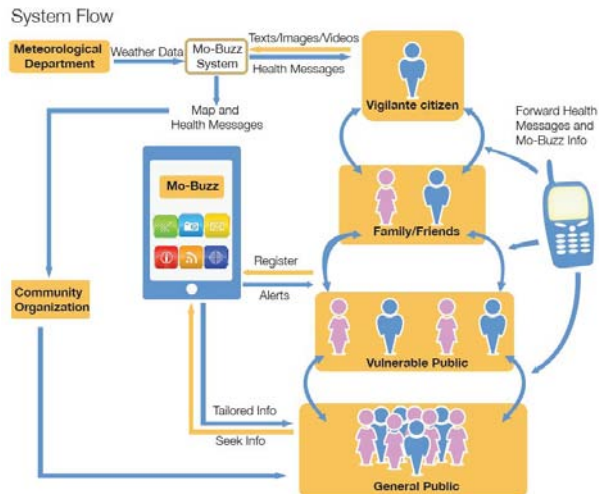 System Flow
Meteorological
Department
Weather Data
Mo-Buzz
System
Texts/Images/Videos
Health Messages
Vigilante citizen
Map and
Health Messages
Forward Health
Messages and
Mo-Buzz Info
Mo-Buzz
Family/Friends
Register
Alerts
Community
Organization
Vulnerable Public
Tailored Info
Seek Info
General Public